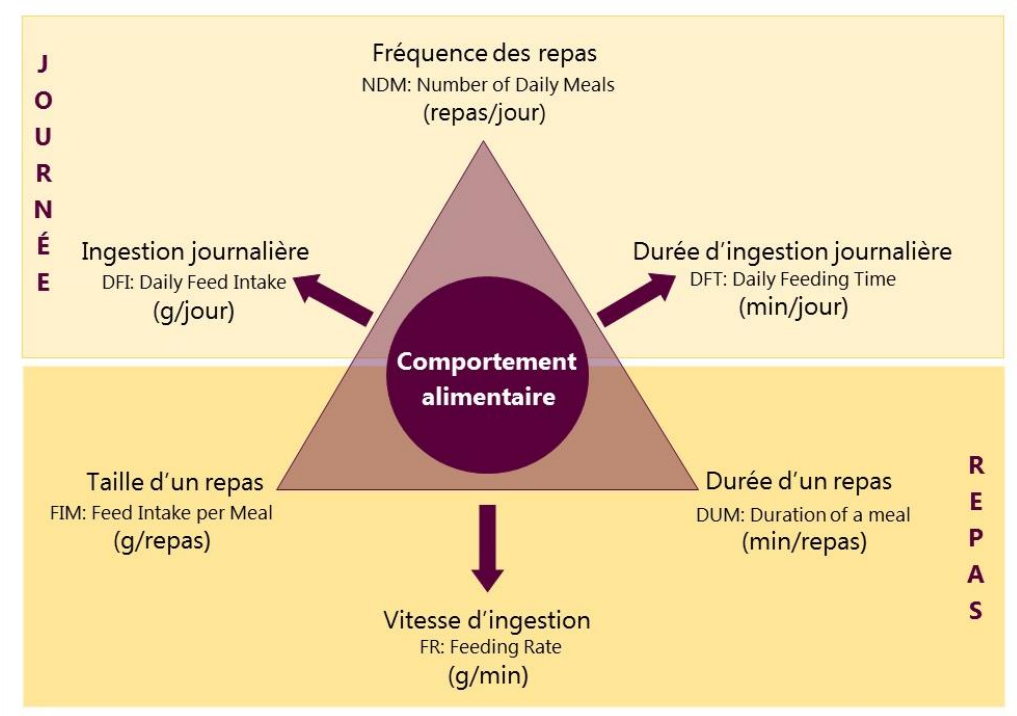 JOURNÉE
Fréquence des repas
NDM: Number of Daily Meals
(repas/jour)
Ingestion journalière
DFI: Daily Feed Intake
(g/jour)
Durée d’ingestion journalière
DFT: Daily Feeding Time
(min/jour)
Comportement
alimentaire
Taille d’un repas
FIM: Feed Intake per Meal
(g/repas)
Durée d’un repas
DUM: Duration of a meal
(min/repas)
REPAS
Vitesse d’ingestion
FR: Feeding Rate
(g/min)